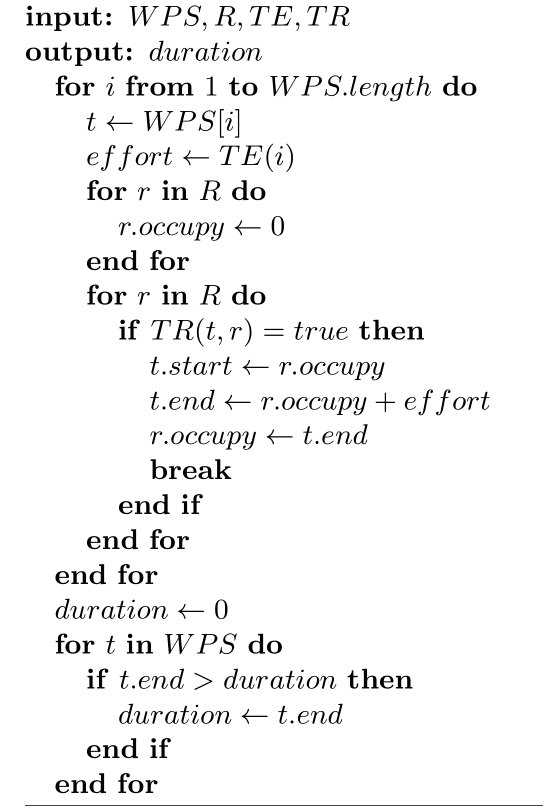 input: WPS, R, TE, TR
output: duration
for i from 1 to WPS.length do
t ← WPS[i]
effort ← TE(i)
for r in R do
r.occupy ← 0
end for
for r in R do
if TR(t, r) = true then
t.start ← r.occupy
t.end ← r.occupy + effort
r.occupy ← t.end
break
end if
end for
end for
duration ← 0
for t in WPS do
if t.end > duration then
duration ← t.end
end if
end for